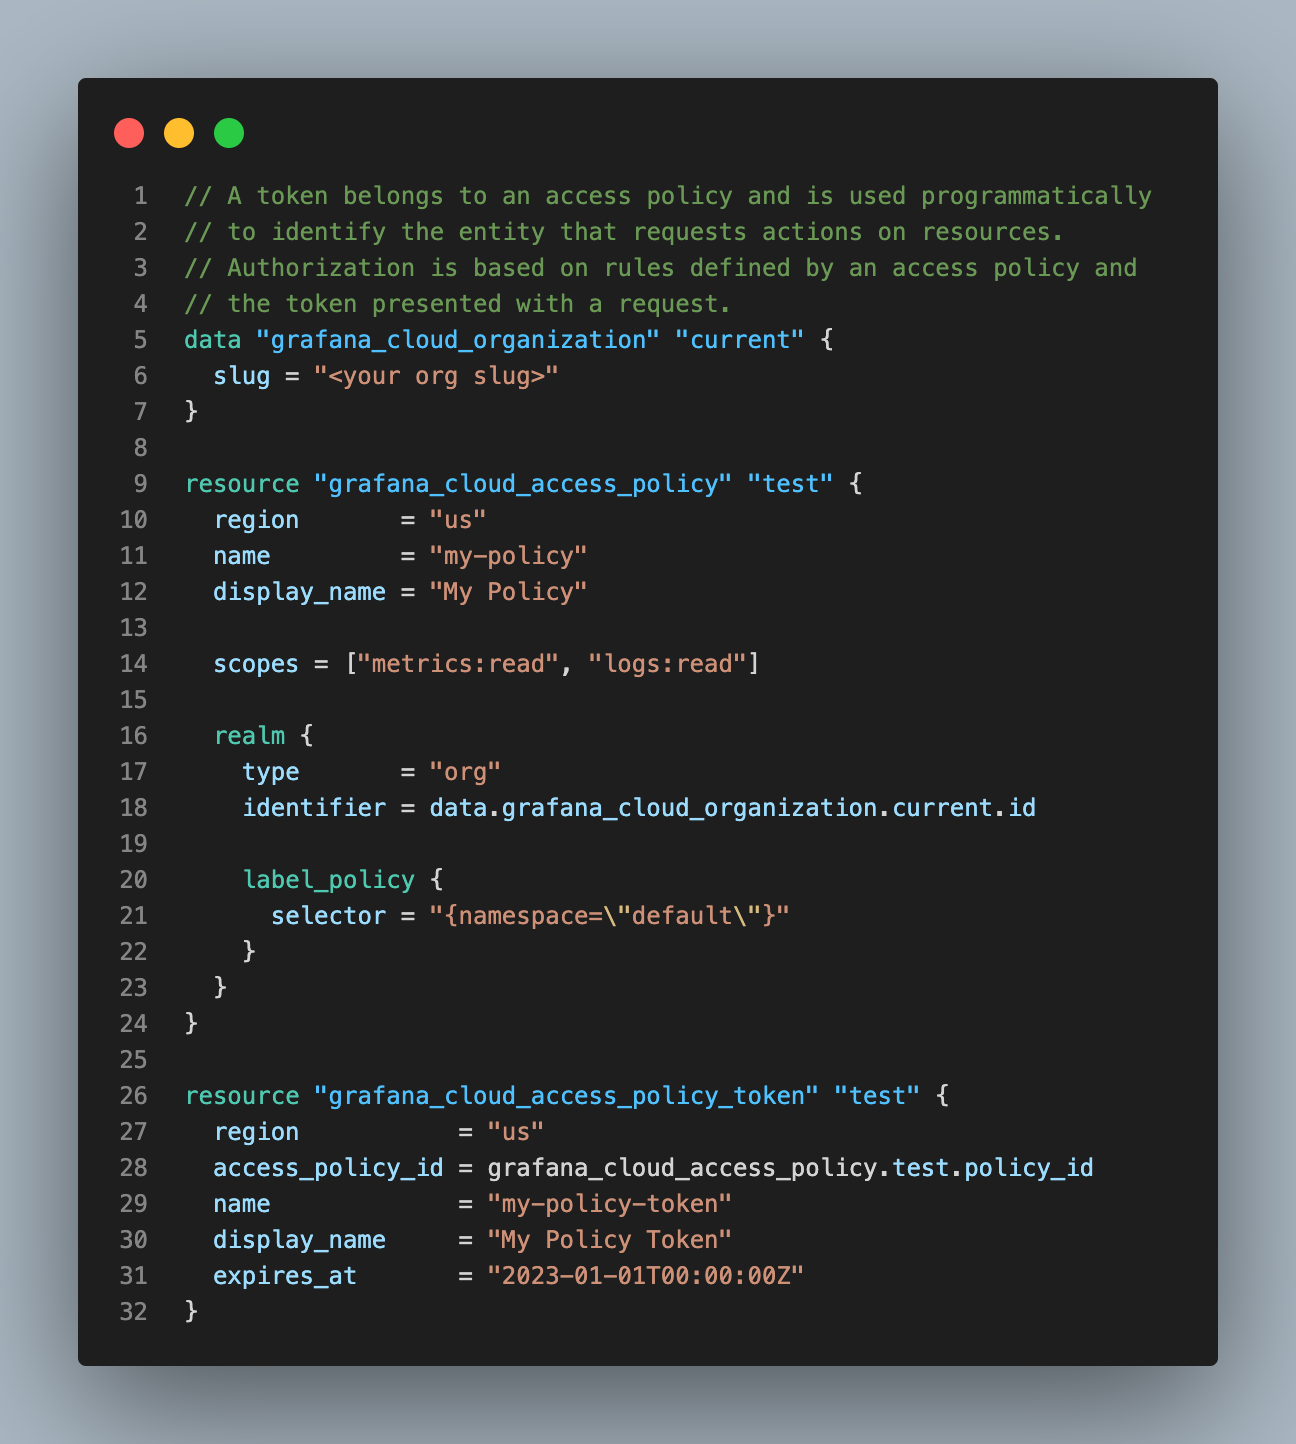 1 // A token belongs to an access policy and is used programmatically
2 // to identify the entity that requests actions on resources.
3 // Authorization is based on rules defined by an access policy and
4 // the token presented with a request.
5 data "grafana_cloud_organization" "current" {
6   slug = "<your org slug>"
7 }
8
9 resource "grafana_cloud_access_policy" "test" {
10   region       = "us"
11   name         = "my-policy"
12   display_name = "My Policy"
13
14   scopes = ["metrics:read", "logs:read"]
15
16   realm {
17     type       = "org"
18     identifier = data.grafana_cloud_organization.current.id
19
20     label_policy {
21       selector = "{namespace=\"default\"}"
22     }
23   }
24 }
25
26 resource "grafana_cloud_access_policy_token" "test" {
27   region           = "us"
28   access_policy_id = grafana_cloud_access_policy.test.policy_id
29   name             = "my-policy-token"
30   display_name     = "My Policy Token"
31   expires_at       = "2023-01-01T00:00:00Z"
32 }